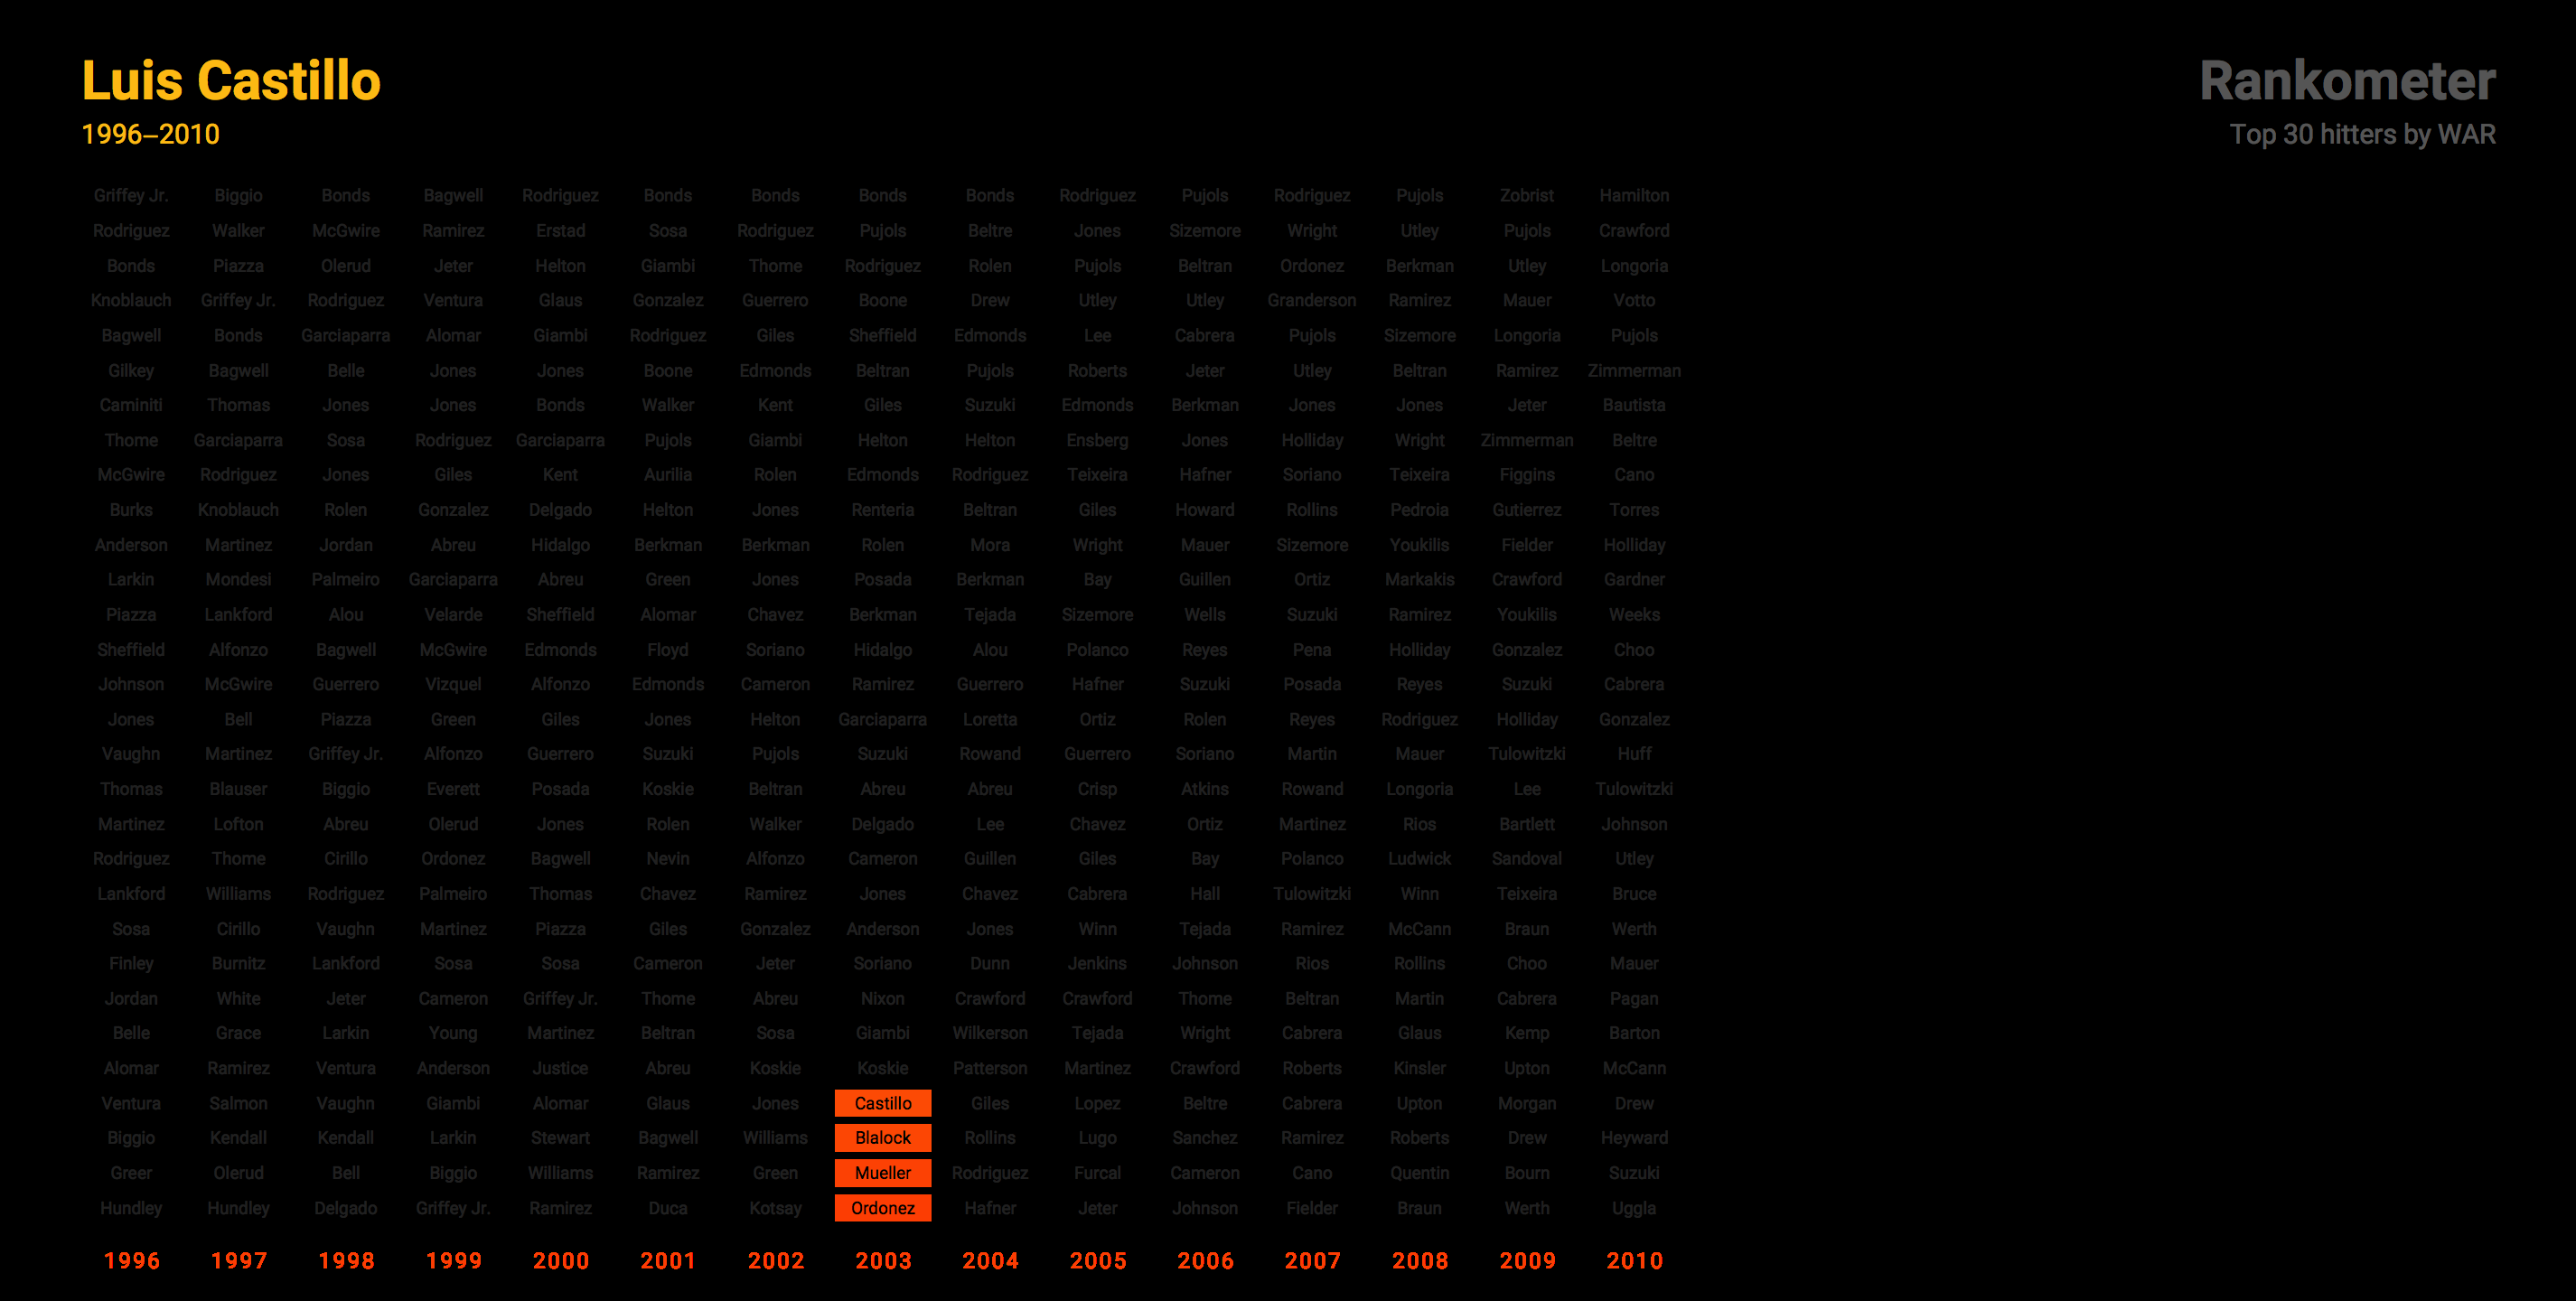 Luis Castillo
1996–2010
Rankometer
Top 30 hitters by WAR
Griffey Jr. Biggio Bonds Bagwell Rodriguez Bonds Bonds Bonds Bonds Rodriguez Pujols Rodriguez Pujols Zobrist Hamilton
Rodriguez Walker McGwire Ramirez Erstad Sosa Rodriguez Pujols Beltre Jones Sizemore Wright Utley Pujols Crawford
Bonds Piazza Olerud Jeter Helton Giambi Thome Rodriguez Rolen Pujols Beltran Ordonez Berkman Utley Longoria
Knoblauch Griffey Jr. Rodriguez Ventura Glaus Gonzalez Guerrero Boone Drew Utley Utley Granderson Ramirez Mauer Votto
Bagwell Bonds Garciaparra Alomar Giambi Rodriguez Giles Sheffield Edmonds Lee Cabrera Pujols Sizemore Longoria Pujols
Gilkey Bagwell Belle Jones Jones Boone Edmonds Beltran Pujols Roberts Jeter Utley Beltran Ramirez Zimmerman
Caminiti Thomas Jones Jones Bonds Walker Kent Giles Suzuki Edmonds Berkman Jones Jones Jeter Bautista
Thome Garciaparra Sosa Rodriguez Garciaparra Pujols Giambi Helton Helton Ensberg Jones Holliday Wright Zimmerman Beltre
McGwire Rodriguez Jones Giles Kent Aurilia Rolen Edmonds Rodriguez Teixeira Hafner Soriano Teixeira Figgins Cano
Burks Knoblauch Rolen Gonzalez Delgado Helton Jones Renteria Beltran Giles Howard Rollins Pedroia Gutierrez Torres
Anderson Martinez Jordan Abreu Hidalgo Berkman Berkman Rolen Mora Wright Mauer Sizemore Youkilis Fielder Holliday
Larkin Mondesi Palmeiro Garciaparra Abreu Green Jones Posada Berkman Bay Guillen Ortiz Markakis Crawford Gardner
Piazza Lankford Alou Velarde Sheffield Alomar Chavez Berkman Tejada Sizemore Wells Suzuki Ramirez Youkilis Weeks
Sheffield Alfonzo Bagwell McGwire Edmonds Floyd Soriano Hidalgo Alou Polanco Reyes Pena Holliday Gonzalez Choo
Johnson McGwire Guerrero Vizquel Alfonzo Edmonds Cameron Ramirez Guerrero Hafner Suzuki Posada Reyes Suzuki Cabrera
Jones Bell Piazza Green Giles Jones Helton Garciaparra Loretta Ortiz Rolen Reyes Rodriguez Holliday Gonzalez
Vaughn Martinez Griffey Jr. Alfonzo Guerrero Suzuki Pujols Suzuki Rowand Guerrero Soriano Martin Mauer Tulowitzki Huff
Thomas Blauser Biggio Everett Posada Koskie Beltran Abreu Abreu Crisp Atkins Rowand Longoria Lee Tulowitzki
Martinez Lofton Abreu Olerud Jones Rolen Walker Delgado Lee Chavez Ortiz Martinez Rios Bartlett Johnson
Rodriguez Thome Cirillo Ordonez Bagwell Nevin Alfonzo Cameron Guillen Giles Bay Polanco Ludwick Sandoval Utley
Lankford Williams Rodriguez Palmeiro Thomas Chavez Ramirez Jones Chavez Cabrera Hall Tulowitzki Winn Teixeira Bruce
Sosa Cirillo Vaughn Martinez Piazza Giles Gonzalez Anderson Jones Winn Tejada Ramirez McCann Braun Werth
Finley Burnitz Lankford Sosa Sosa Cameron Jeter Soriano Dunn Jenkins Johnson Rios Rollins Choo Mauer
Jordan White Jeter Cameron Griffey Jr. Thome Abreu Nixon Crawford Crawford Thome Beltran Martin Cabrera Pagan
Belle Grace Larkin Young Martinez Beltran Sosa Giambi Wilkerson Tejada Wright Cabrera Glaus Kemp Barton
Alomar Ramirez Ventura Anderson Justice Abreu Koskie Koskie Patterson Martinez Crawford Roberts Kinsler Upton McCann
Ventura Salmon Vaughn Giambi Alomar Glaus Jones Castillo Giles Lopez Beltre Cabrera Upton Morgan Drew
Biggio Kendall Kendall Larkin Stewart Bagwell Williams Blalock Rollins Lugo Sanchez Ramirez Roberts Drew Heyward
Greer Olerud Bell Biggio Williams Ramirez Green Mueller Rodriguez Furcal Cameron Cano Quentin Bourn Suzuki
Hundley Hundley Delgado Griffey Jr. Ramirez Duca Kotsay Ordonez Hafner Jeter Johnson Fielder Braun Werth Uggla
1996 1997 1998 1999 2000 2001 2002 2003 2004 2005 2006 2007 2008 2009 2010